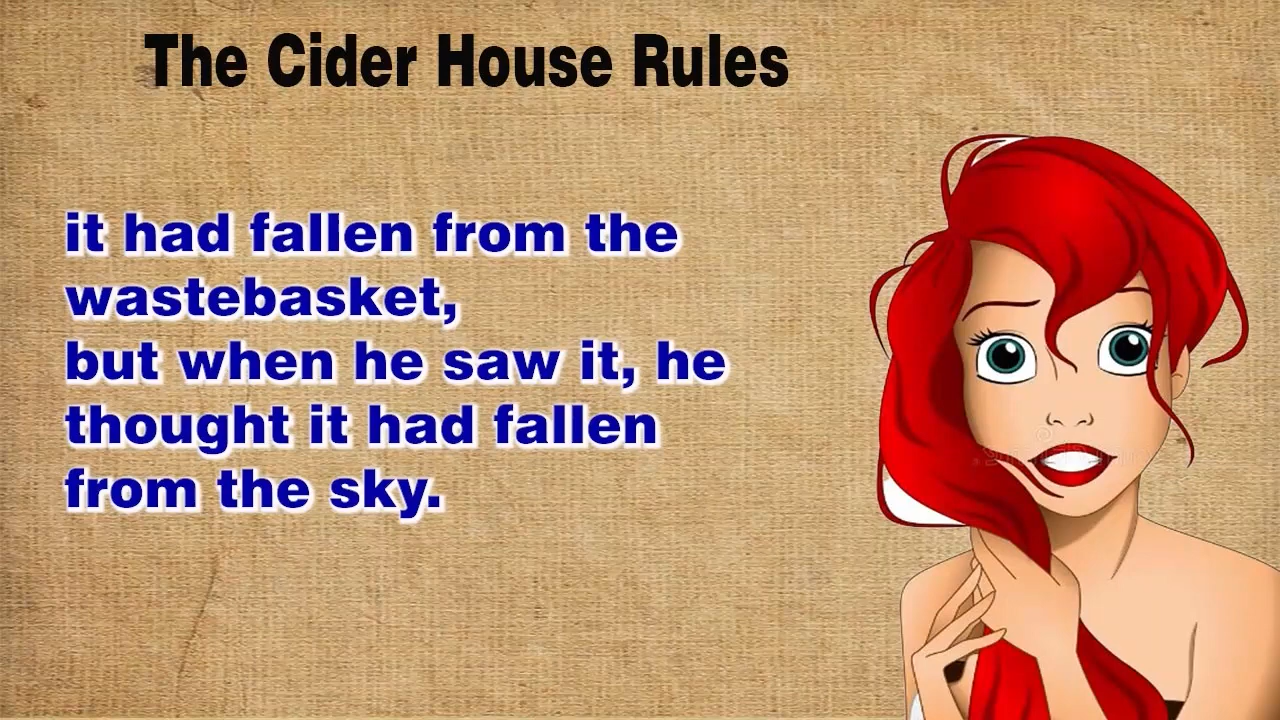 The Cider House Rules
it had fallen from the
wastebasket,
but when he saw it, he
thought it had fallen
from the sky.